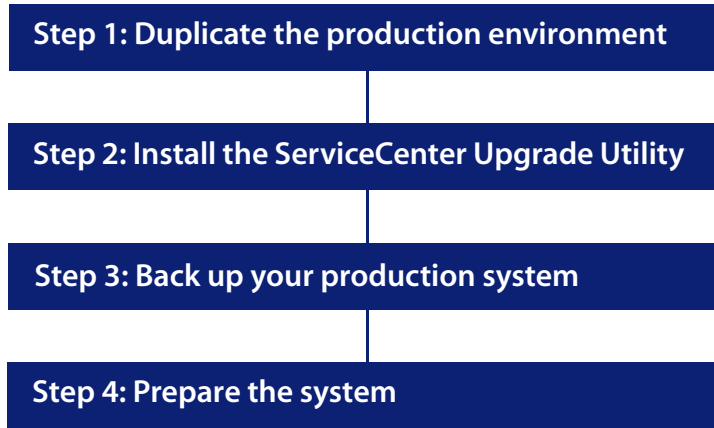 Step 1: Duplicate the production environment
Step 2: Install the ServiceCenter Upgrade Utility
Step 3: Back up your production system
Step 4: Prepare the system